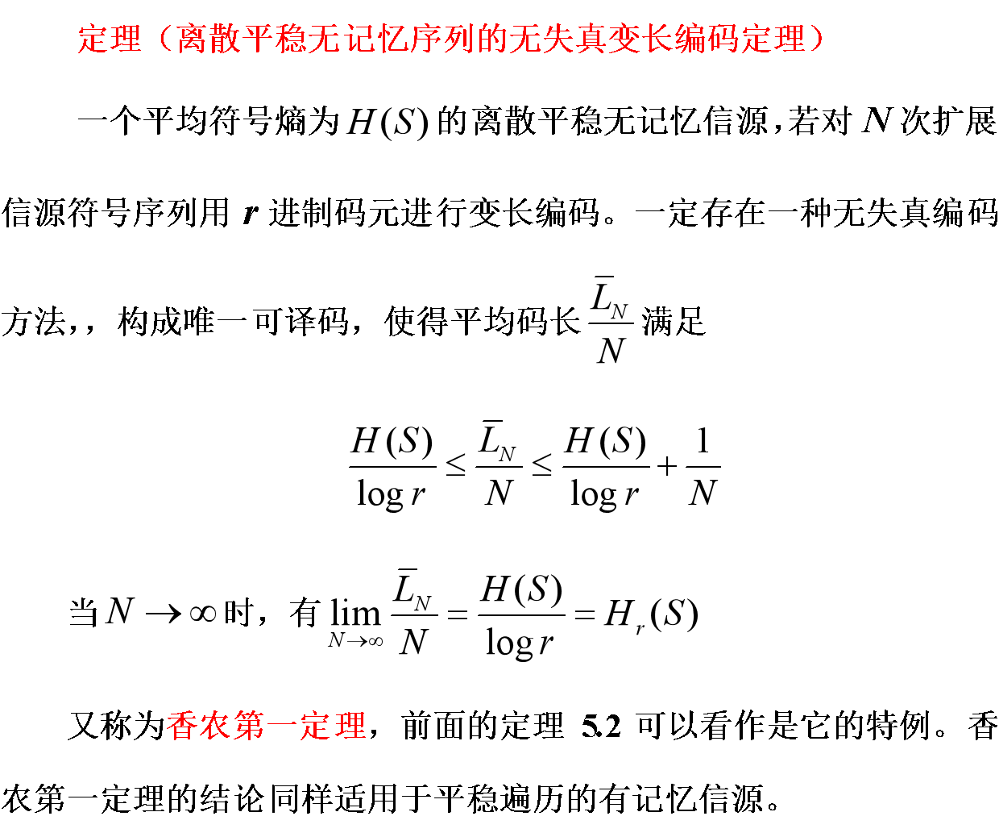 定理（离散平稳无记忆序列的无失真变长编码定理）
一个平均符号熵为 H(S) 的离散平稳无记忆信源，若对 N 次扩展
信源符号序列用 r 进制码元进行变长编码。一定存在一种无失真编码
方法，，构成唯一可译码，使得平均码长 \frac{\overline{L}_N}{N} 满足
\frac{H(S)}{\log r} \leq \frac{\overline{L}_N}{N} \leq \frac{H(S)}{\log r} + \frac{1}{N}
当 N \to \infty 时，有 \lim_{N \to \infty} \frac{\overline{L}_N}{N} = \frac{H(S)}{\log r} = H_r(S)
又称为香农第一定理，前面的定理 5.2 可以看作是它的特例。香
农第一定理的结论同样适用于平稳遍历的有记忆信源。